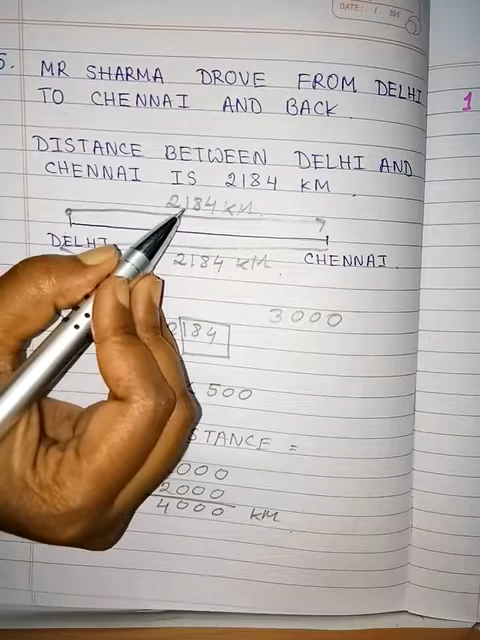 DATE: / 201
5. MR SHARMA DROVE FROM DELHI
TO CHENNAI AND BACK.
1
DISTANCE BETWEEN DELHI AND
CHENNAI IS 2184 KM.
2184 KM.
DELHI 2184 KM. CHENNAI.
3000
2184
500
STANCE =
000
2000
4000 KM